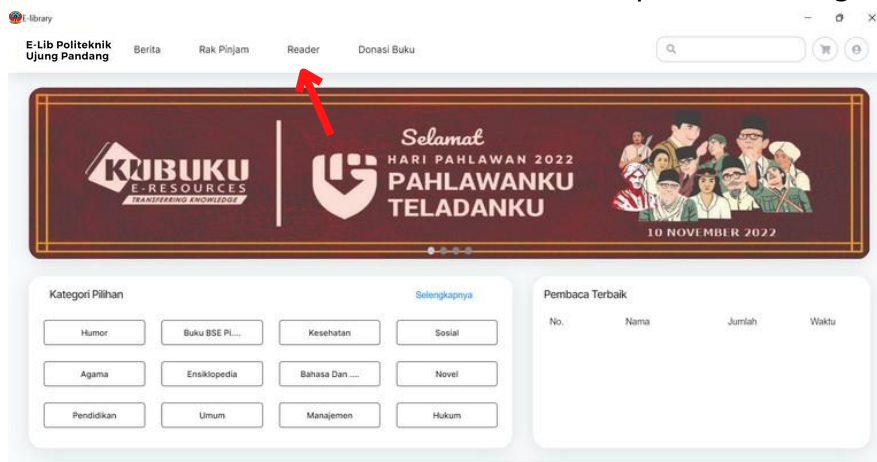 E-library
E-Lib Politeknik
Ujung Pandang
Berita
Rak Pinjam
Reader
Donasi Buku
KUBUKU
E-RESOURCES
TRANSFERRING KNOWLEDGE
Selamat
HARI PAHLAWAN 2022
PAHLAWANKU
TELADANKU
10 NOVEMBER 2022
Kategori Pilihan
Selengkapnya
Humor
Buku BSE Pi....
Kesehatan
Sosial
Agama
Ensiklopedia
Bahasa Dan ....
Novel
Pendidikan
Umum
Manajemen
Hukum
Pembaca Terbaik
No. Nama Jumlah Waktu